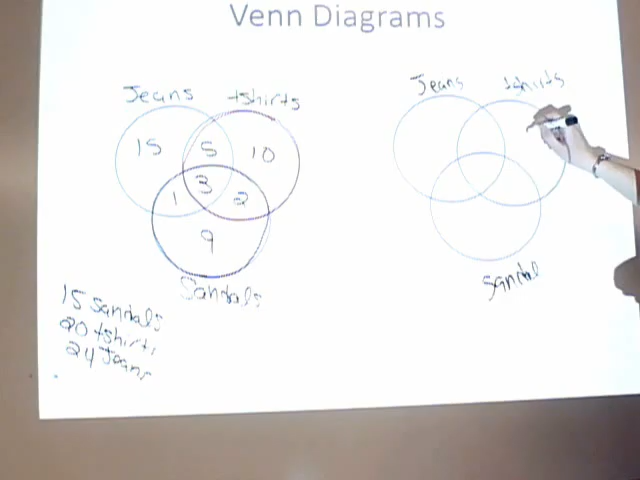 Venn Diagrams
Jeans tshirts
15 5 10
3
1 2
9
Sandals
15 sandals
20 tshirts
24 Jeans
Jeans tshirts
sandal